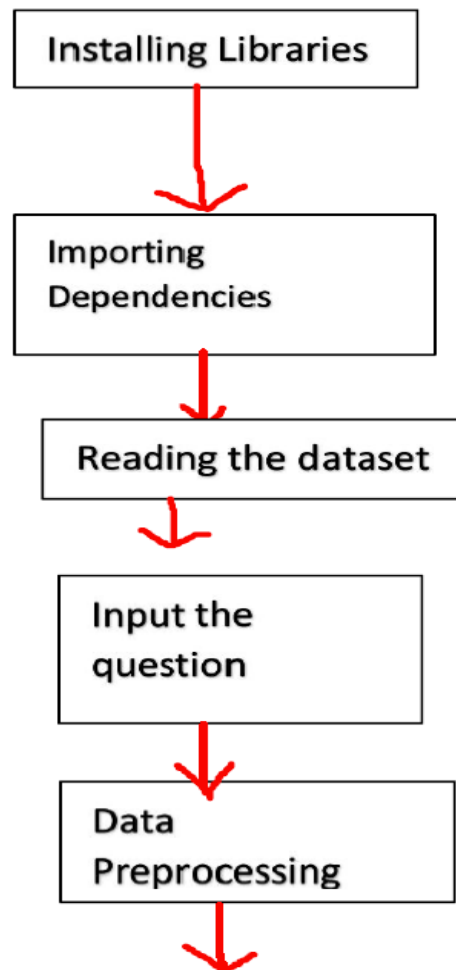 Installing Libraries
Importing
Dependencies
Reading the dataset
Input the
question
Data
Preprocessing